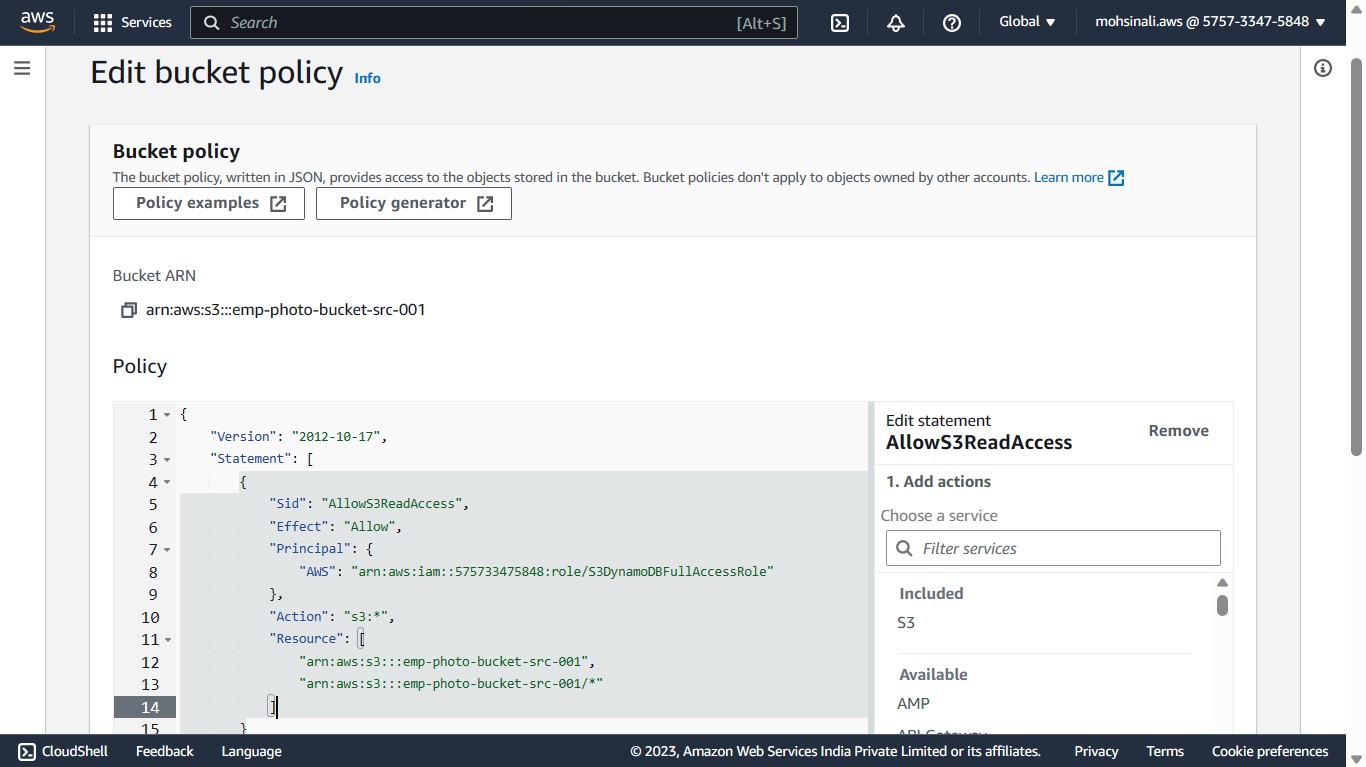 aws Services Search [Alt+S] Global mohsinali.aws @ 5757-3347-5848
Edit bucket policy Info
Bucket policy
The bucket policy, written in JSON, provides access to the objects stored in the bucket. Bucket policies don't apply to objects owned by other accounts. Learn more
Policy examples Policy generator
Bucket ARN
arn:aws:s3:::emp-photo-bucket-src-001
Policy
1 {
2 "Version": "2012-10-17",
3 "Statement": [
4 {
5 "Sid": "AllowS3ReadAccess",
6 "Effect": "Allow",
7 "Principal": {
8 "AWS": "arn:aws:iam::575733475848:role/S3DynamoDBFullAccessRole"
9 },
10 "Action": "s3:*",
11 "Resource": [
12 "arn:aws:s3:::emp-photo-bucket-src-001",
13 "arn:aws:s3:::emp-photo-bucket-src-001/*"
14 ]
15 }
Edit statement
AllowS3ReadAccess
Remove
1. Add actions
Choose a service
Filter services
Included
S3
Available
AMP
API Gateway
CloudShell Feedback Language © 2023, Amazon Web Services India Private Limited or its affiliates. Privacy Terms Cookie preferences